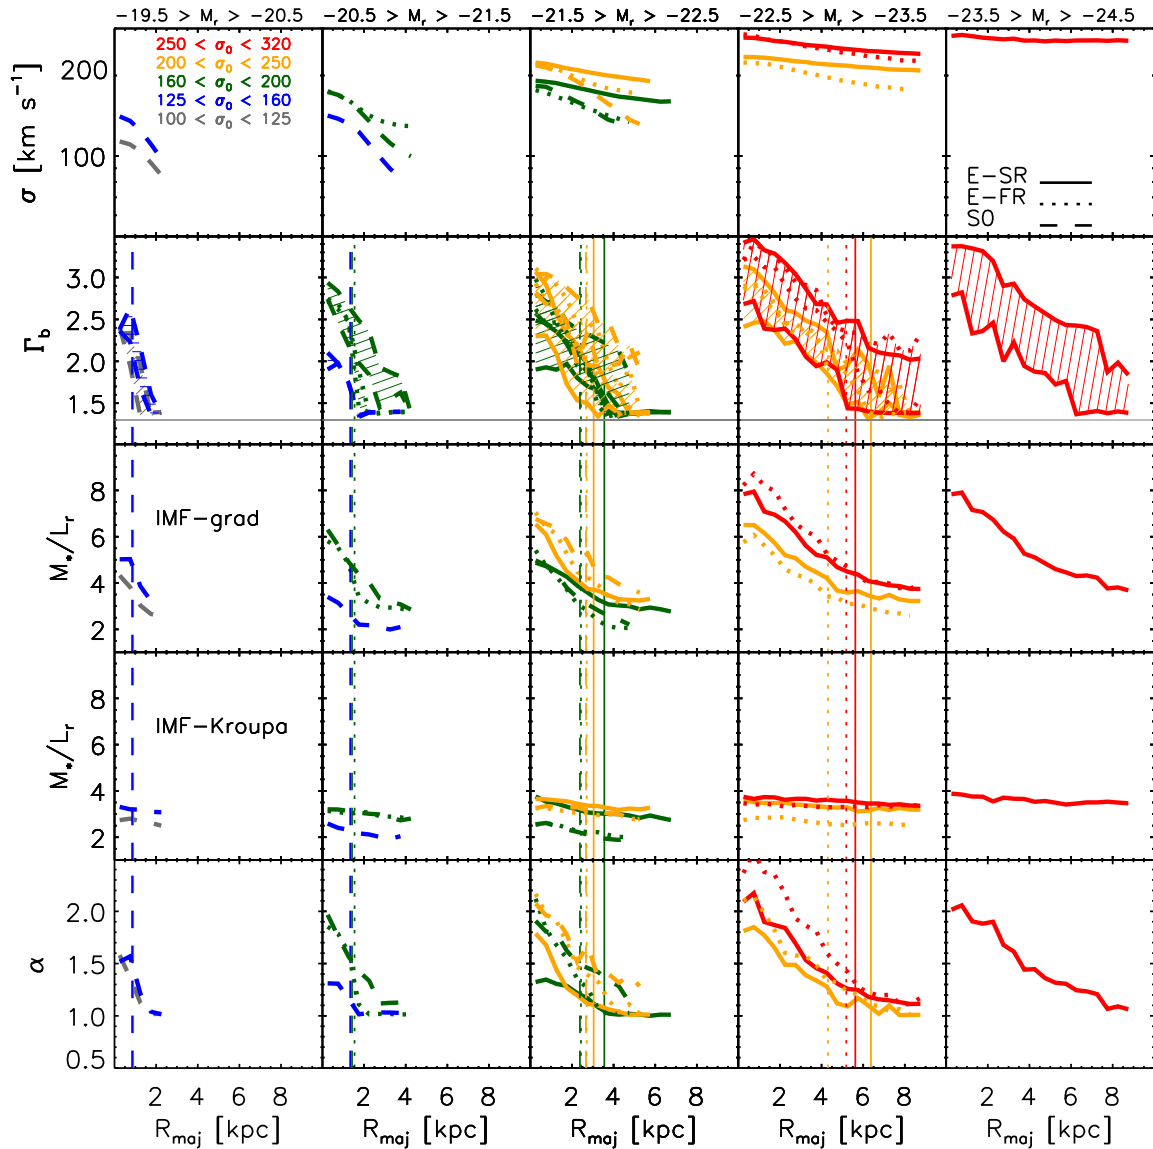 −19.5 > Mr > −20.5 −20.5 > Mr > −21.5 −21.5 > Mr > −22.5 −22.5 > Mr > −23.5 −23.5 > Mr > −24.5
250 < σ0 < 320
200 < σ0 < 250
160 < σ0 < 200
125 < σ0 < 160
100 < σ0 < 125
σ [km s−1]
200
100
E−SR
E−FR
S0
Γb
3.0
2.5
2.0
1.5
M*/Lr
8
6
4
2
IMF−grad
M*/Lr
8
6
4
2
IMF−Kroupa
α
2.0
1.5
1.0
0.5
2 4 6 8 2 4 6 8 2 4 6 8 2 4 6 8 2 4 6 8
Rmaj [kpc] Rmaj [kpc] Rmaj [kpc] Rmaj [kpc] Rmaj [kpc]